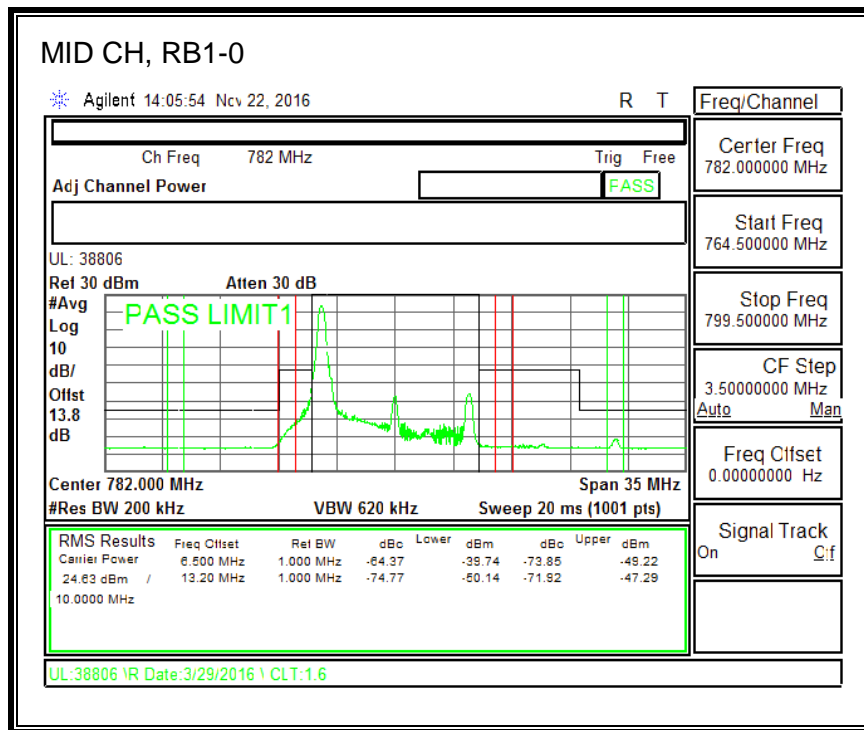 MID CH, RB1-0
Agilent 14:05:54 Nov 22, 2016 R T
Freq/Channel
Ch Freq 782 MHz Trig Free
Center Freq
782.000000 MHz
Adj Channel Power PASS
Start Freq
764.500000 MHz
UL: 38806
Ref 30 dBm Atten 30 dB
#Avg
Log
10
dB/
Offst
13.8
dB
PASS LIMIT1
Stop Freq
799.500000 MHz
CF Step
3.50000000 MHz
Auto Man
Freq Offset
0.00000000 Hz
Center 782.000 MHz Span 35 MHz
#Res BW 200 kHz VBW 620 kHz Sweep 20 ms (1001 pts)
Signal Track
On Off
RMS Results Freq Offset Ref BW dBc Lower dBm dBc Upper dBm
Carrier Power 6.500 MHz 1.000 MHz -64.37 -39.74 -73.85 -49.22
24.63 dBm / 13.20 MHz 1.000 MHz -74.77 -50.14 -71.92 -47.29
10.0000 MHz
UL:38806 \R Date:3/29/2016 \ CLT:1.6